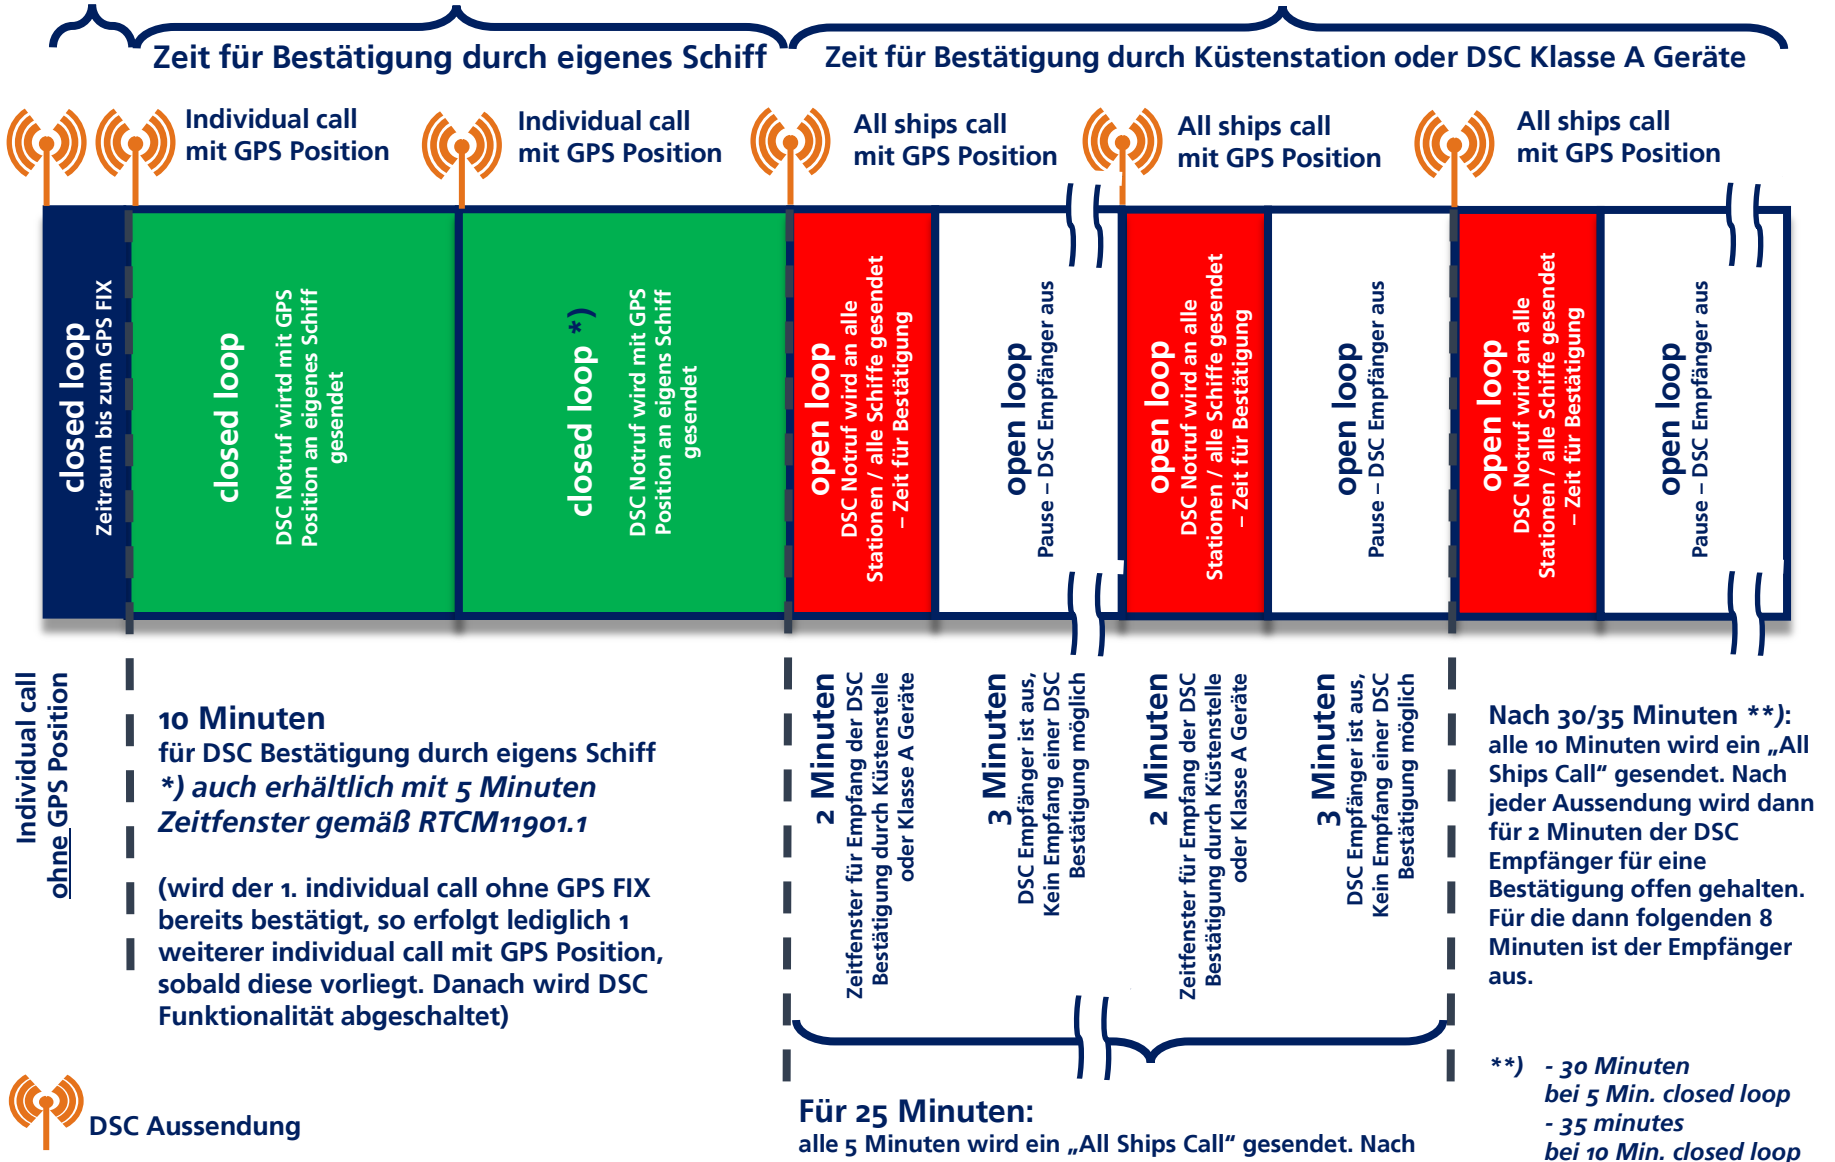 Zeit für Bestätigung durch eigenes Schiff
Zeit für Bestätigung durch Küstenstation oder DSC Klasse A Geräte
Individual call
mit GPS Position
Individual call
mit GPS Position
All ships call
mit GPS Position
All ships call
mit GPS Position
All ships call
mit GPS Position
closed loop
Zeitraum bis zum GPS FIX
closed loop
DSC Notruf wirtd mit GPS
Position an eigenes Schiff
gesendet
closed loop *)
DSC Notruf wird mit GPS
Position an eigens Schiff
gesendet
open loop
DSC Notruf wird an alle
Stationen / alle Schiffe gesendet
– Zeit für Bestätigung
open loop
Pause – DSC Empfänger aus
open loop
DSC Notruf wird an alle
Stationen / alle Schiffe gesendet
– Zeit für Bestätigung
open loop
Pause – DSC Empfänger aus
open loop
DSC Notruf wird an alle
Stationen / alle Schiffe gesendet
– Zeit für Bestätigung
open loop
Pause – DSC Empfänger aus
Individual call
ohne GPS Position
10 Minuten
für DSC Bestätigung durch eigens Schiff
*) auch erhältlich mit 5 Minuten
Zeitfenster gemäß RTCM11901.1
(wird der 1. individual call ohne GPS FIX
bereits bestätigt, so erfolgt lediglich 1
weiterer individual call mit GPS Position,
sobald diese vorliegt. Danach wird DSC
Funktionalität abgeschaltet)
2 Minuten
Zeitfenster für Empfang der DSC
Bestätigung durch Küstenstelle
oder Klasse A Geräte
3 Minuten
DSC Empfänger ist aus,
Kein Empfang einer DSC
Bestätigung möglich
2 Minuten
Zeitfenster für Empfang der DSC
Bestätigung durch Küstenstelle
oder Klasse A Geräte
3 Minuten
DSC Empfänger ist aus,
Kein Empfang einer DSC
Bestätigung möglich
Nach 30/35 Minuten **):
alle 10 Minuten wird ein „All
Ships Call“ gesendet. Nach
jeder Aussendung wird dann
für 2 Minuten der DSC
Empfänger für eine
Bestätigung offen gehalten.
Für die dann folgenden 8
Minuten ist der Empfänger
aus.
**) - 30 Minuten
bei 5 Min. closed loop
- 35 minutes
bei 10 Min. closed loop
DSC Aussendung
Für 25 Minuten:
alle 5 Minuten wird ein „All Ships Call“ gesendet. Nach